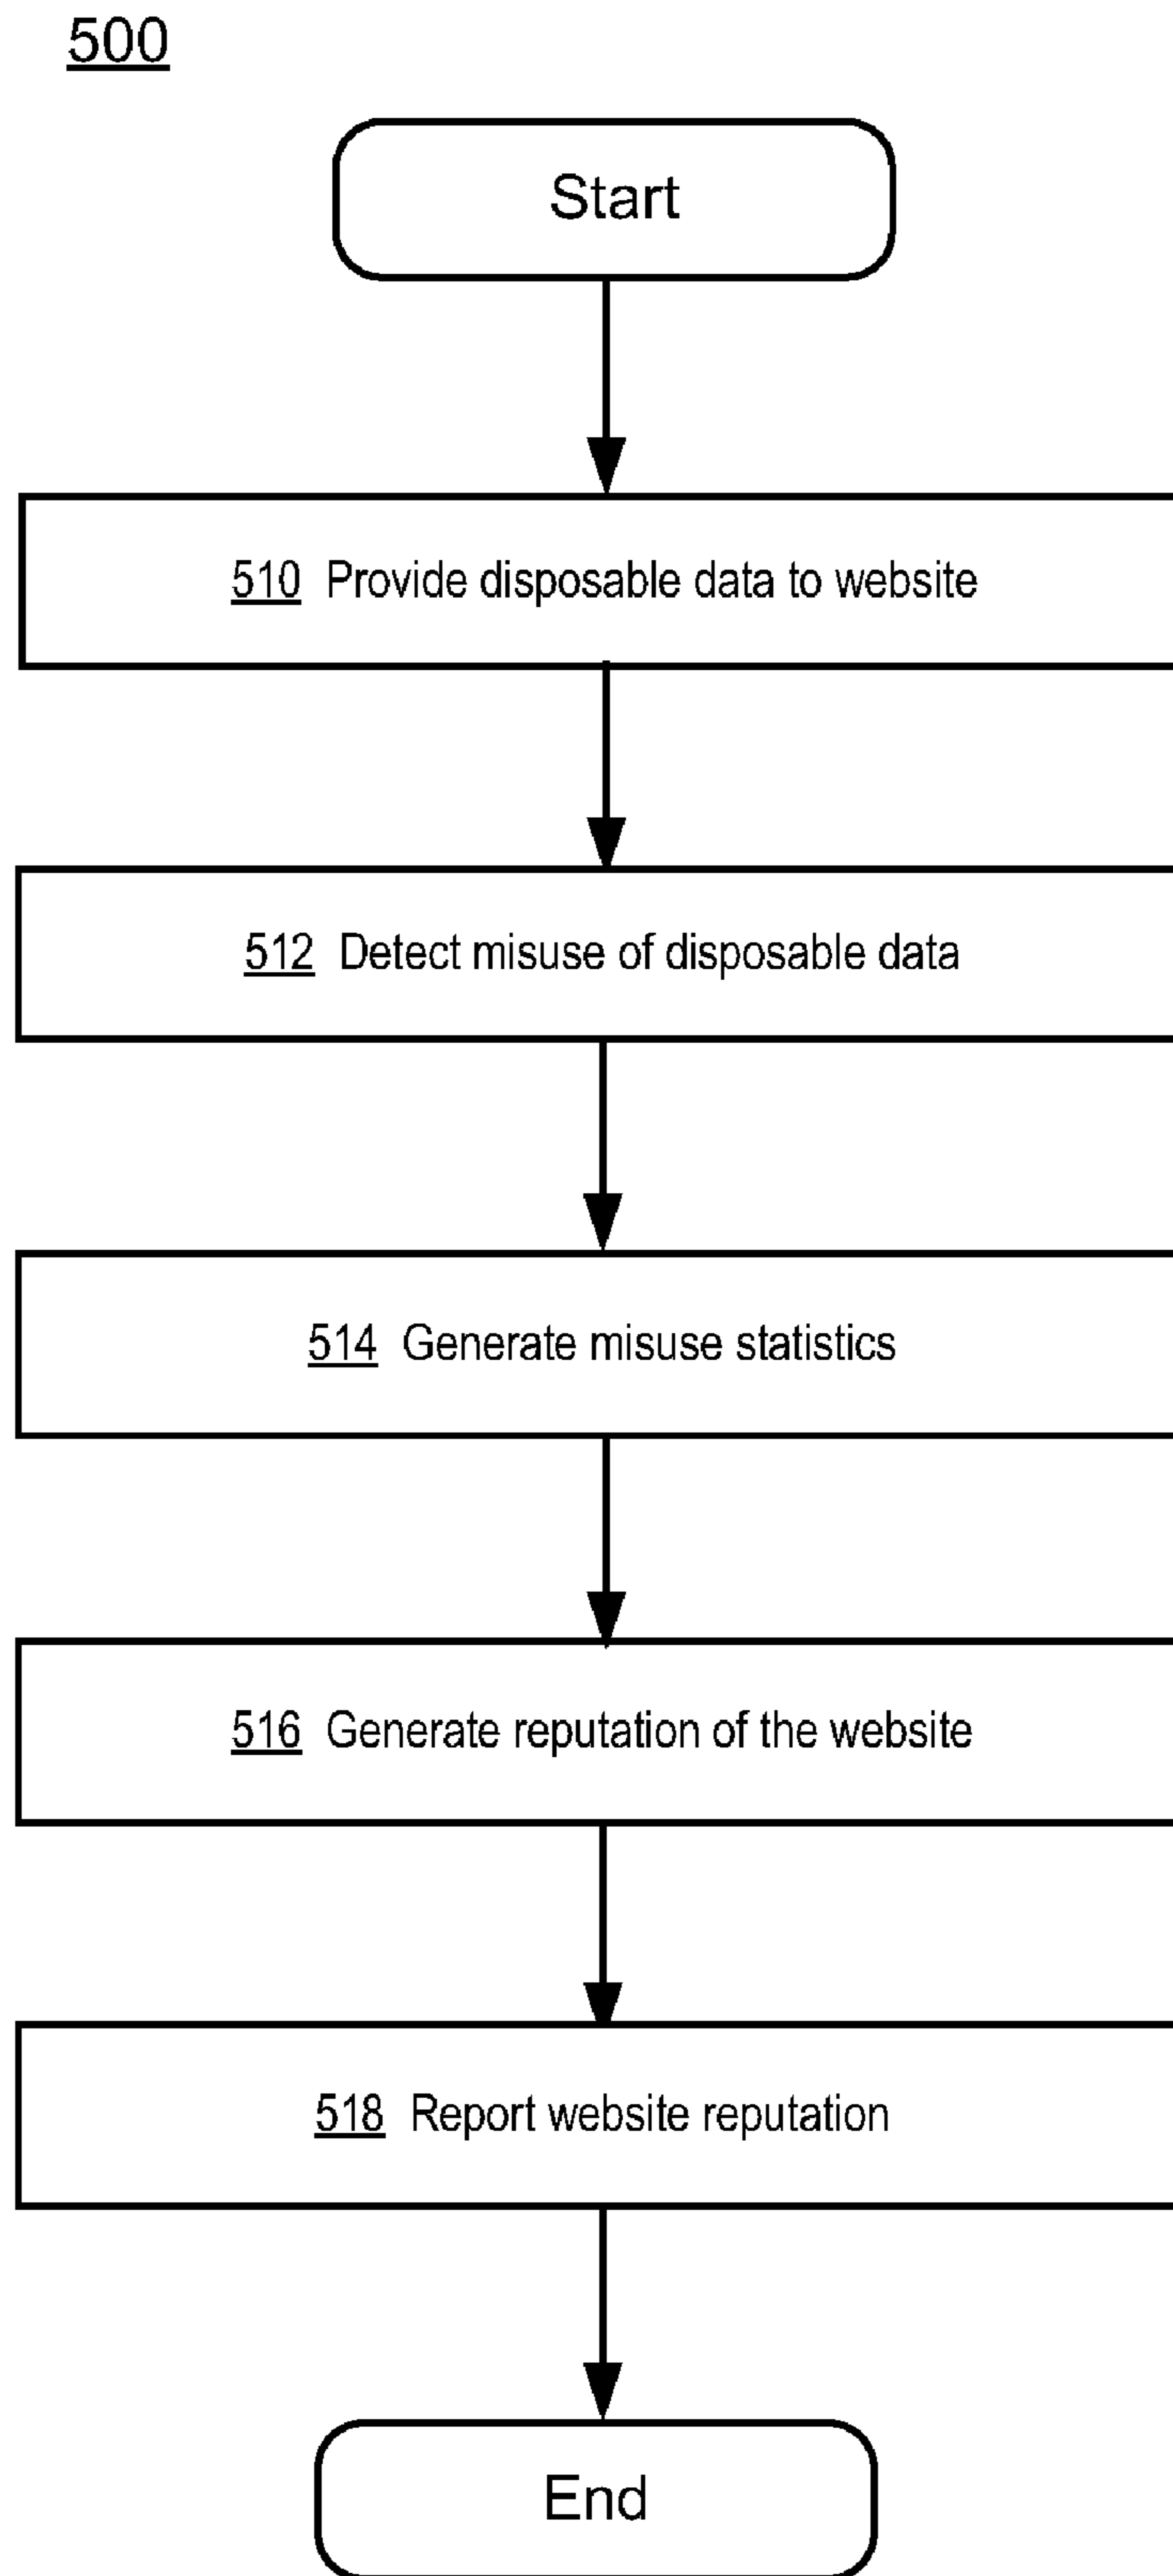 500
Start
510 Provide disposable data to website
512 Detect misuse of disposable data
514 Generate misuse statistics
516 Generate reputation of the website
518 Report website reputation
End